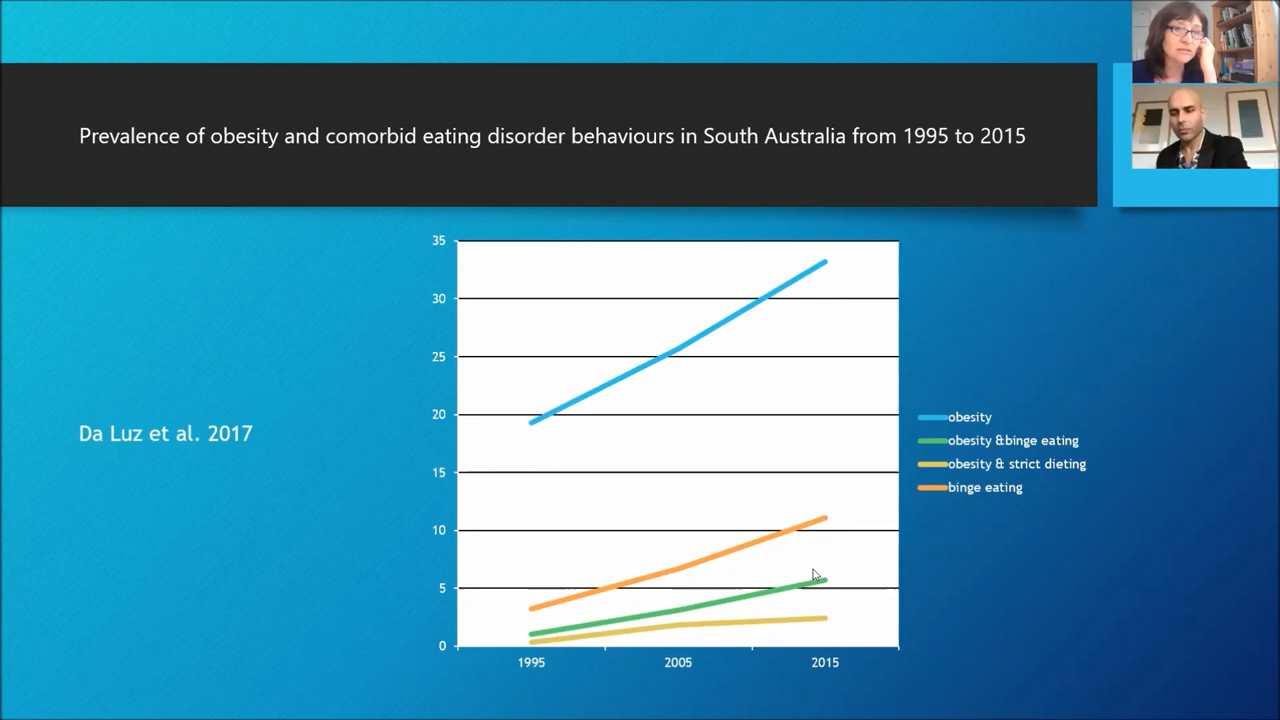 Prevalence of obesity and comorbid eating disorder behaviours in South Australia from 1995 to 2015
Da Luz et al. 2017
35
30
25
20
15
10
5
0
1995 2005 2015
obesity
obesity &binge eating
obesity & strict dieting
binge eating